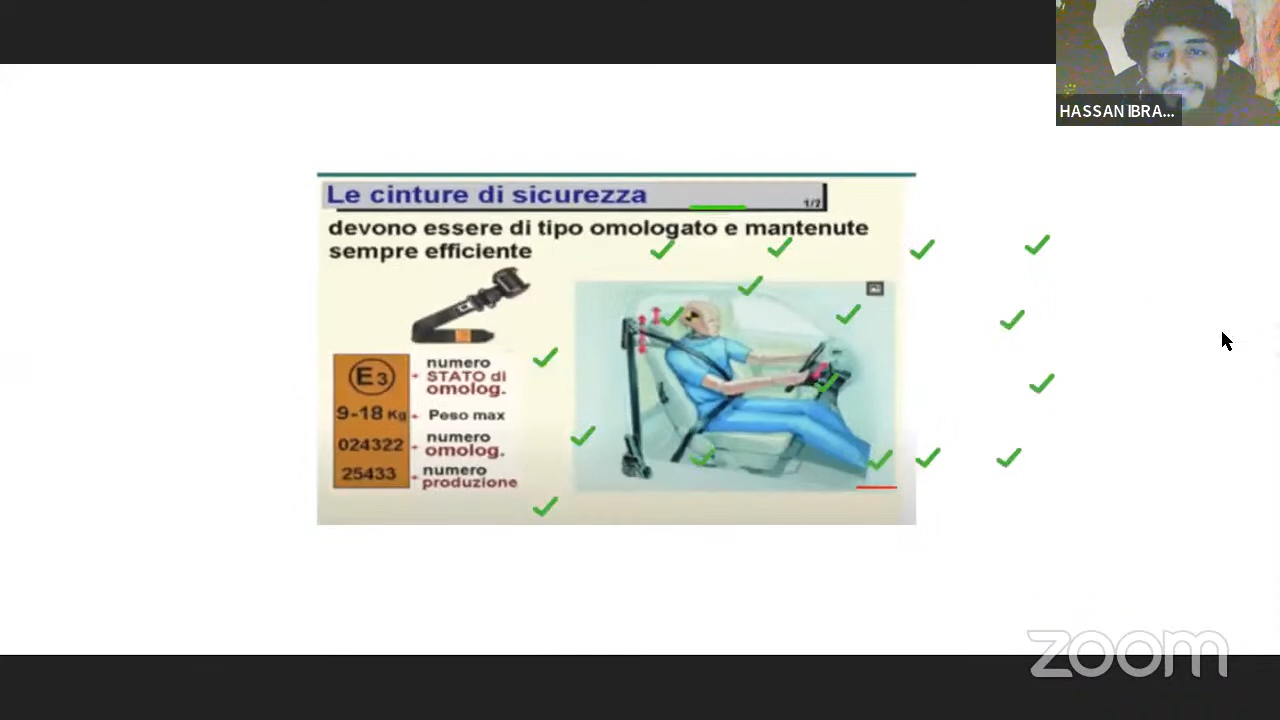 HASSAN IBRA...
Le cinture di sicurezza
1/2
devono essere di tipo omologato e mantenute
sempre efficiente
E3
numero
STATO di
omolog.
9-18 Kg
Peso max
024322
numero
omolog.
25433
numero
produzione
zoom